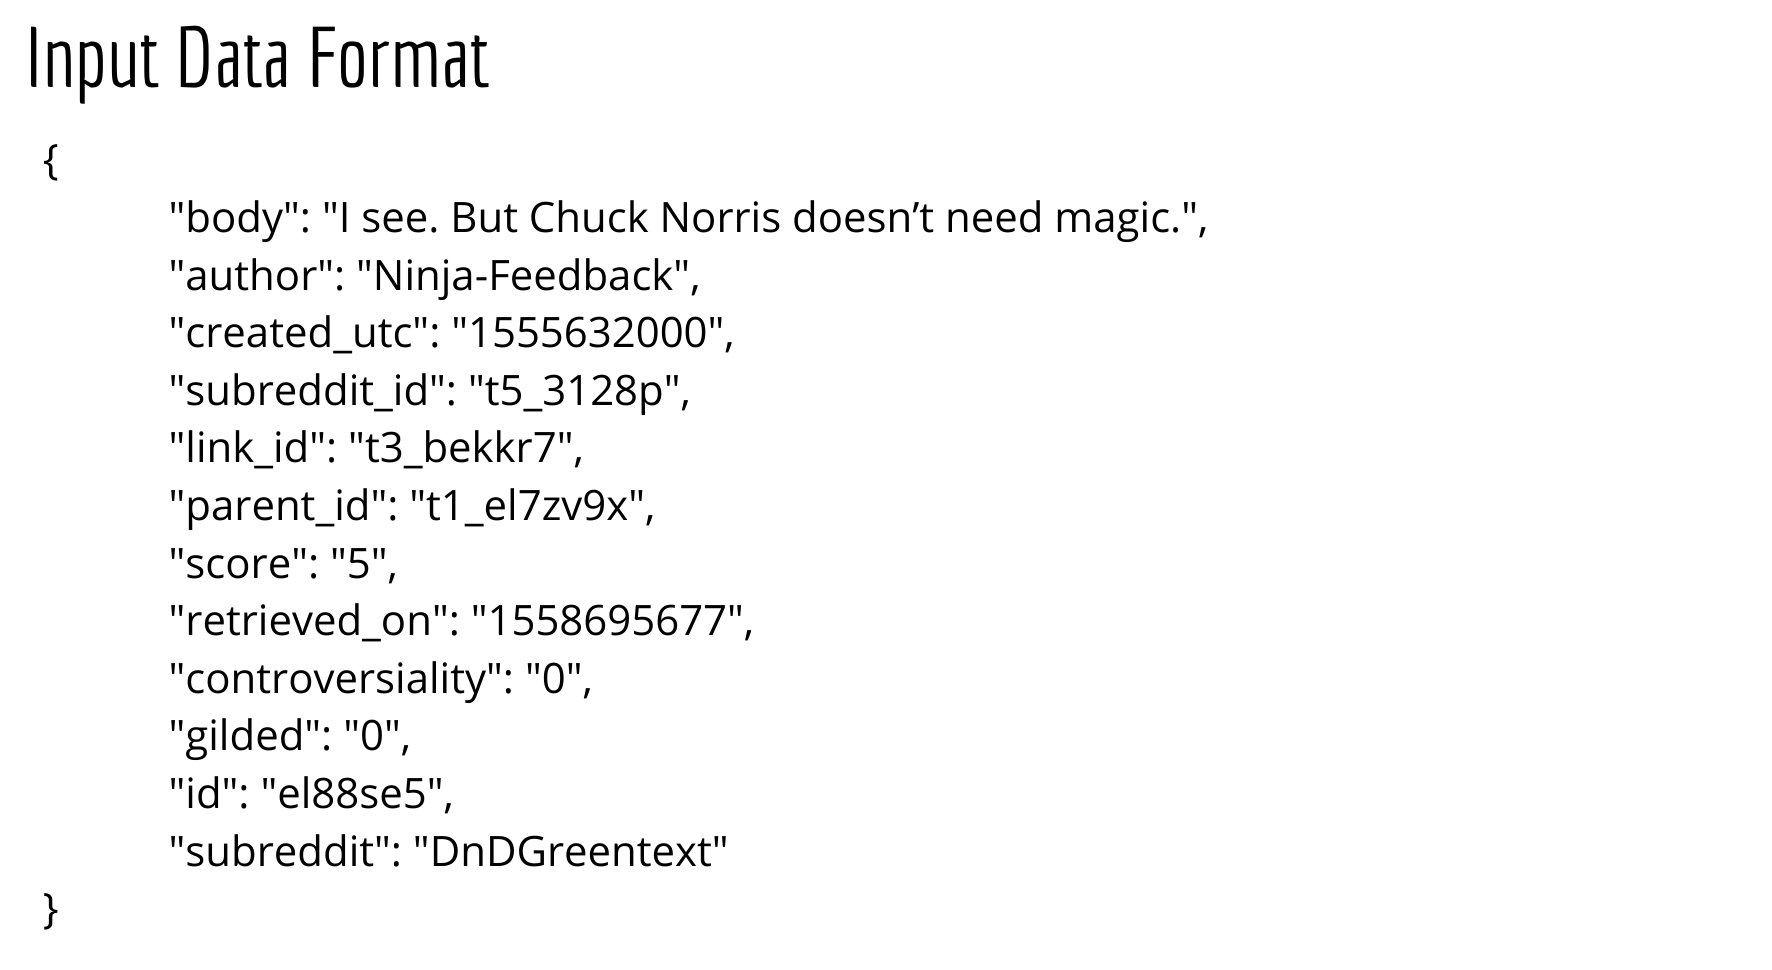 Input Data Format
{
"body": "I see. But Chuck Norris doesn’t need magic.",
"author": "Ninja-Feedback",
"created_utc": "1555632000",
"subreddit_id": "t5_3128p",
"link_id": "t3_bekkr7",
"parent_id": "t1_el7zv9x",
"score": "5",
"retrieved_on": "1558695677",
"controversiality": "0",
"gilded": "0",
"id": "el88se5",
"subreddit": "DnDGreentext"
}